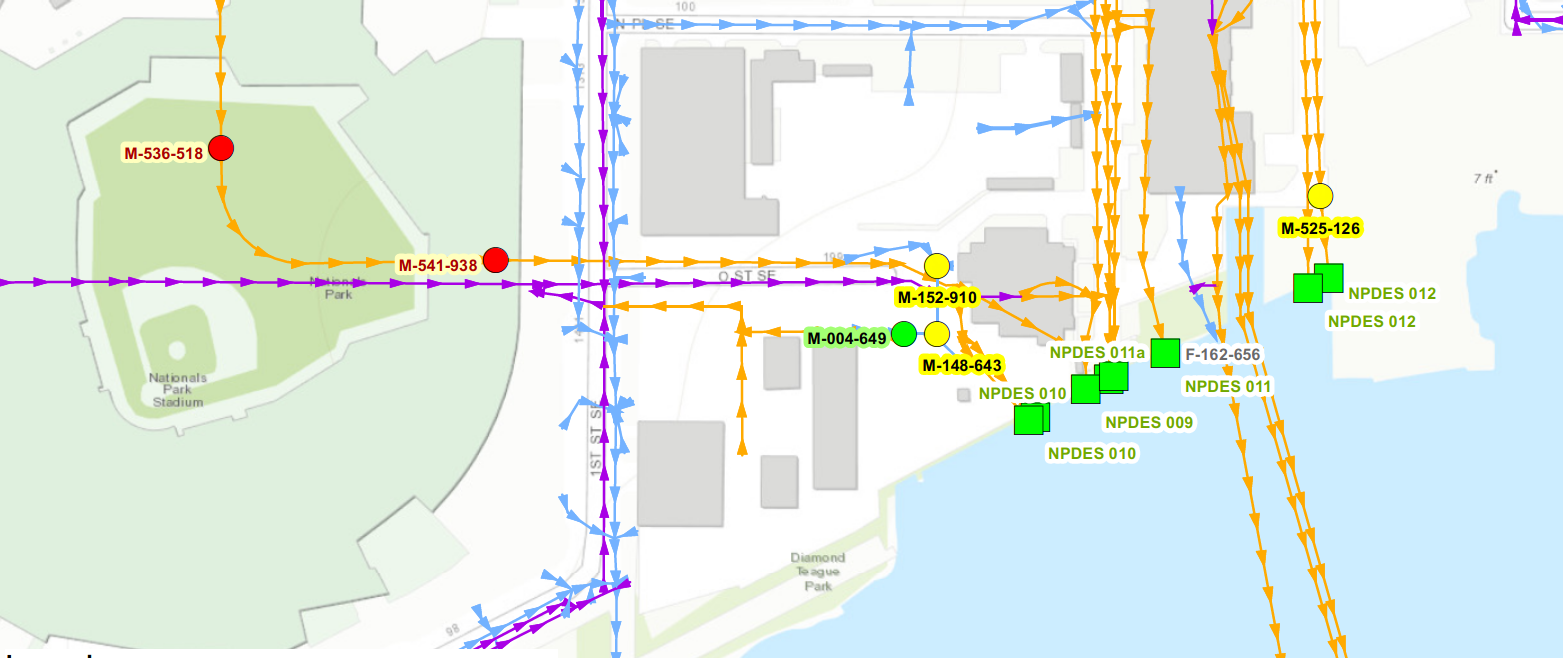 100
N PL SE
M-536-518
7 ft
M-525-126
M-541-938
198
O ST SE
Nationals
Park
M-152-910
NPDES 012
NPDES 012
M-004-649
M-148-643
NPDES 011a
F-162-656
Nationals
Park
Stadium
NPDES 010
NPDES 011
NPDES 009
1ST ST SE
NPDES 010
Diamond
Teague
Park
98